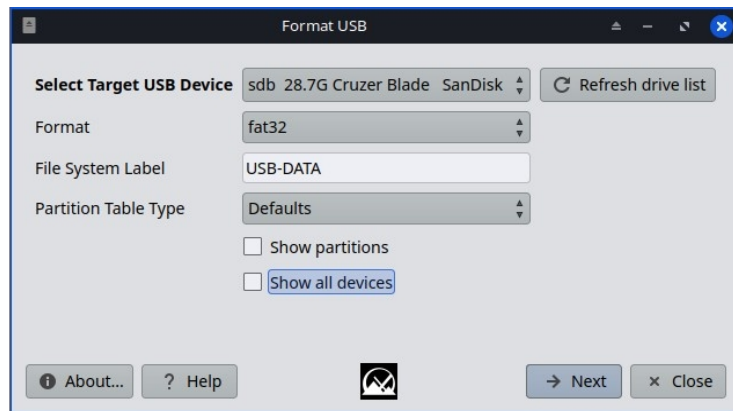 Format USB
Select Target USB Device sdb 28.7G Cruzer Blade SanDisk Refresh drive list
Format fat32
File System Label USB-DATA
Partition Table Type Defaults
Show partitions
Show all devices
About... ? Help Next Close